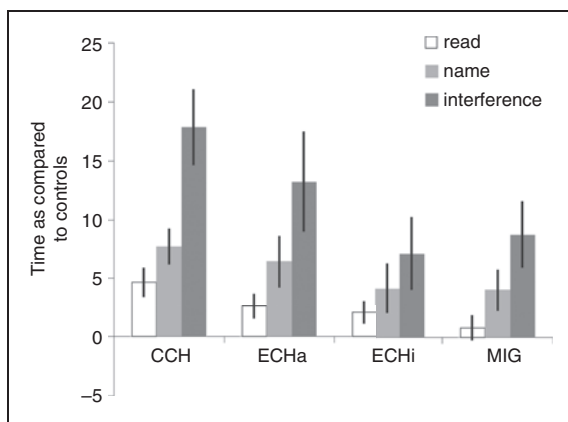 25
20
15
10
5
0
–5
Time as compared
to controls
read
name
interference
CCH
ECHa
ECHi
MIG